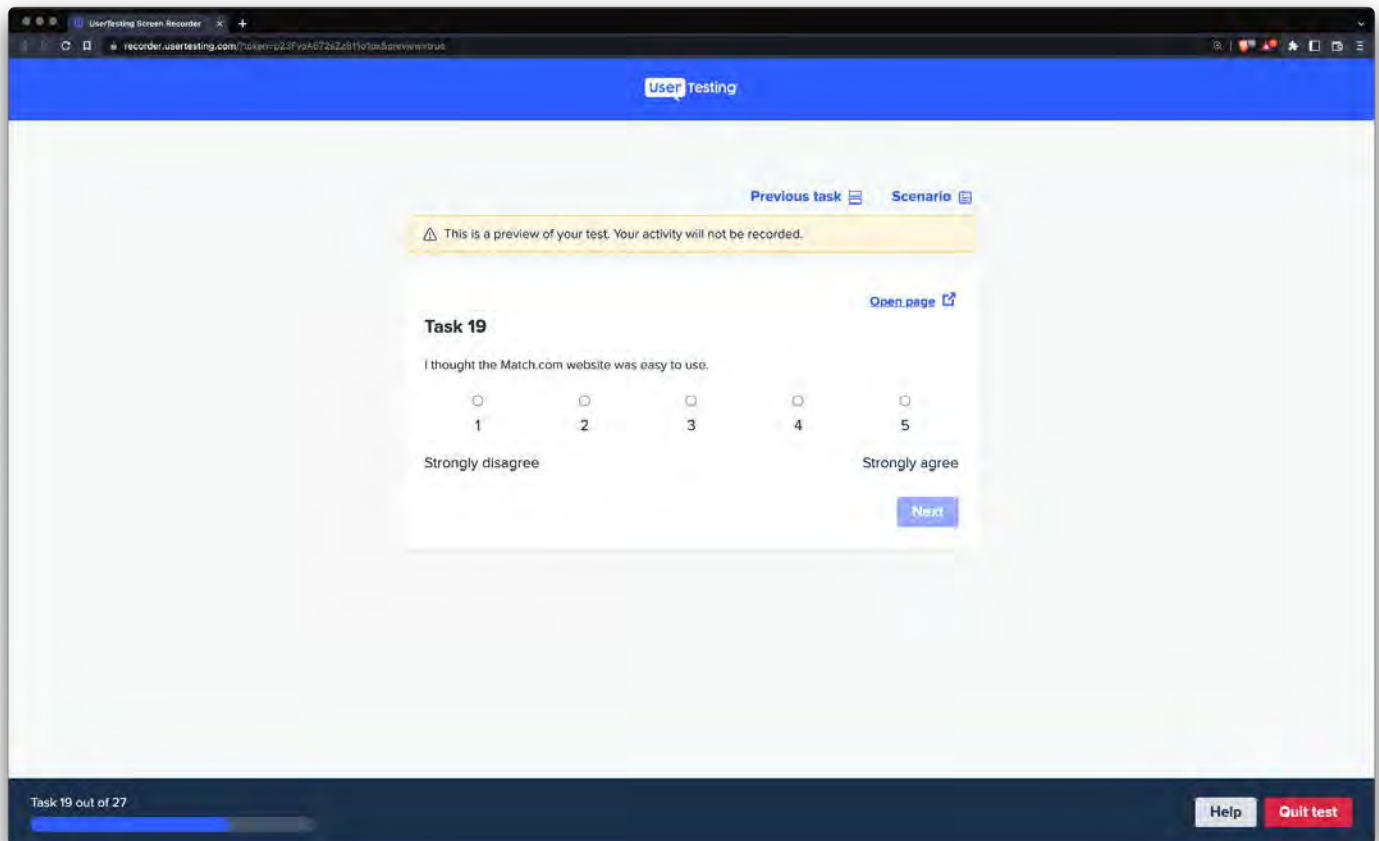 UserTesting Screen Recorder
recorder.usertesting.com
User Testing
Previous task
Scenario
This is a preview of your test. Your activity will not be recorded.
Open page
Task 19
I thought the Match.com website was easy to use.
1 2 3 4 5
Strongly disagree Strongly agree
Next
Task 19 out of 27
Help Quit test